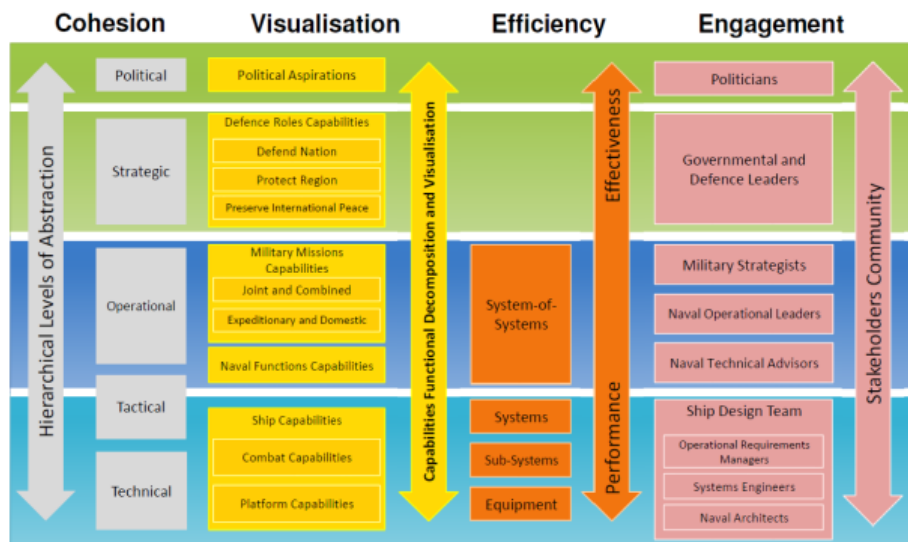 Cohesion
Visualisation
Efficiency
Engagement
Hierarchical Levels of Abstraction
Political
Strategic
Operational
Tactical
Technical
Political Aspirations
Defence Roles Capabilities
Defend Nation
Protect Region
Preserve International Peace
Military Missions
Capabilities
Joint and Combined
Expeditionary and Domestic
Naval Functions Capabilities
Ship Capabilities
Combat Capabilities
Platform Capabilities
Capabilities Functional Decomposition and Visualisation
System-of-
Systems
Systems
Sub-Systems
Equipment
Effectiveness
Performance
Politicians
Governmental and
Defence Leaders
Military Strategists
Naval Operational Leaders
Naval Technical Advisors
Ship Design Team
Operational Requirements
Managers
Systems Engineers
Naval Architects
Stakeholders Community